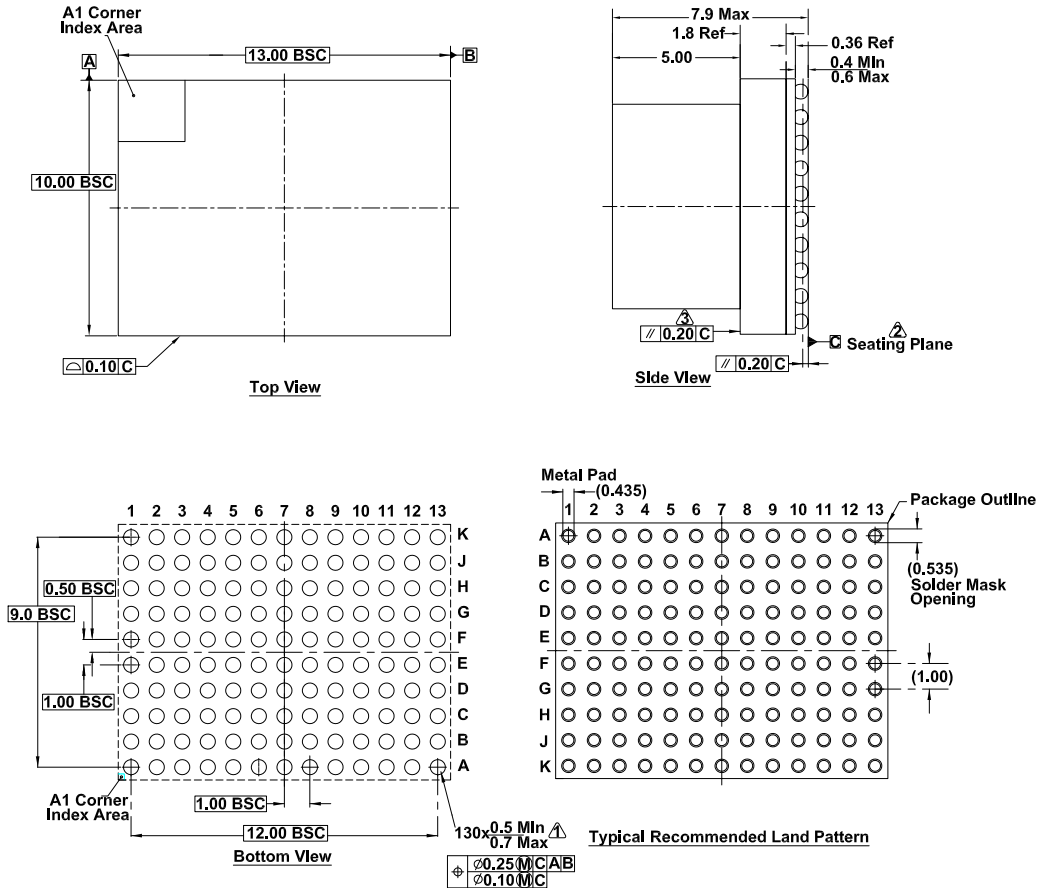 A1 Corner
Index Area
13.00 BSC
B
A
10.00 BSC
⌓ 0.10 C
Top View
7.9 Max
1.8 Ref
0.36 Ref
5.00
0.4 MIn
0.6 Max
3
// 0.20 C
2
C Seating Plane
// 0.20 C
SIde VIew
1 2 3 4 5 6 7 8 9 10 11 12 13
K
J
H
G
F
E
D
C
B
A
0.50 BSC
9.0 BSC
1.00 BSC
A1 Corner
Index Area
1.00 BSC
12.00 BSC
130x 0.5 MIn
0.7 Max
1
⌖ Ø0.25 Ⓜ C A B
Ø0.10 Ⓜ C
Bottom VIew
Metal Pad
(0.435)
1 2 3 4 5 6 7 8 9 10 11 12 13
Package OutlIne
A
B
C
D
E
F
G
H
J
K
(0.535)
Solder Mask
Opening
(1.00)
Typical Recommended Land Pattern